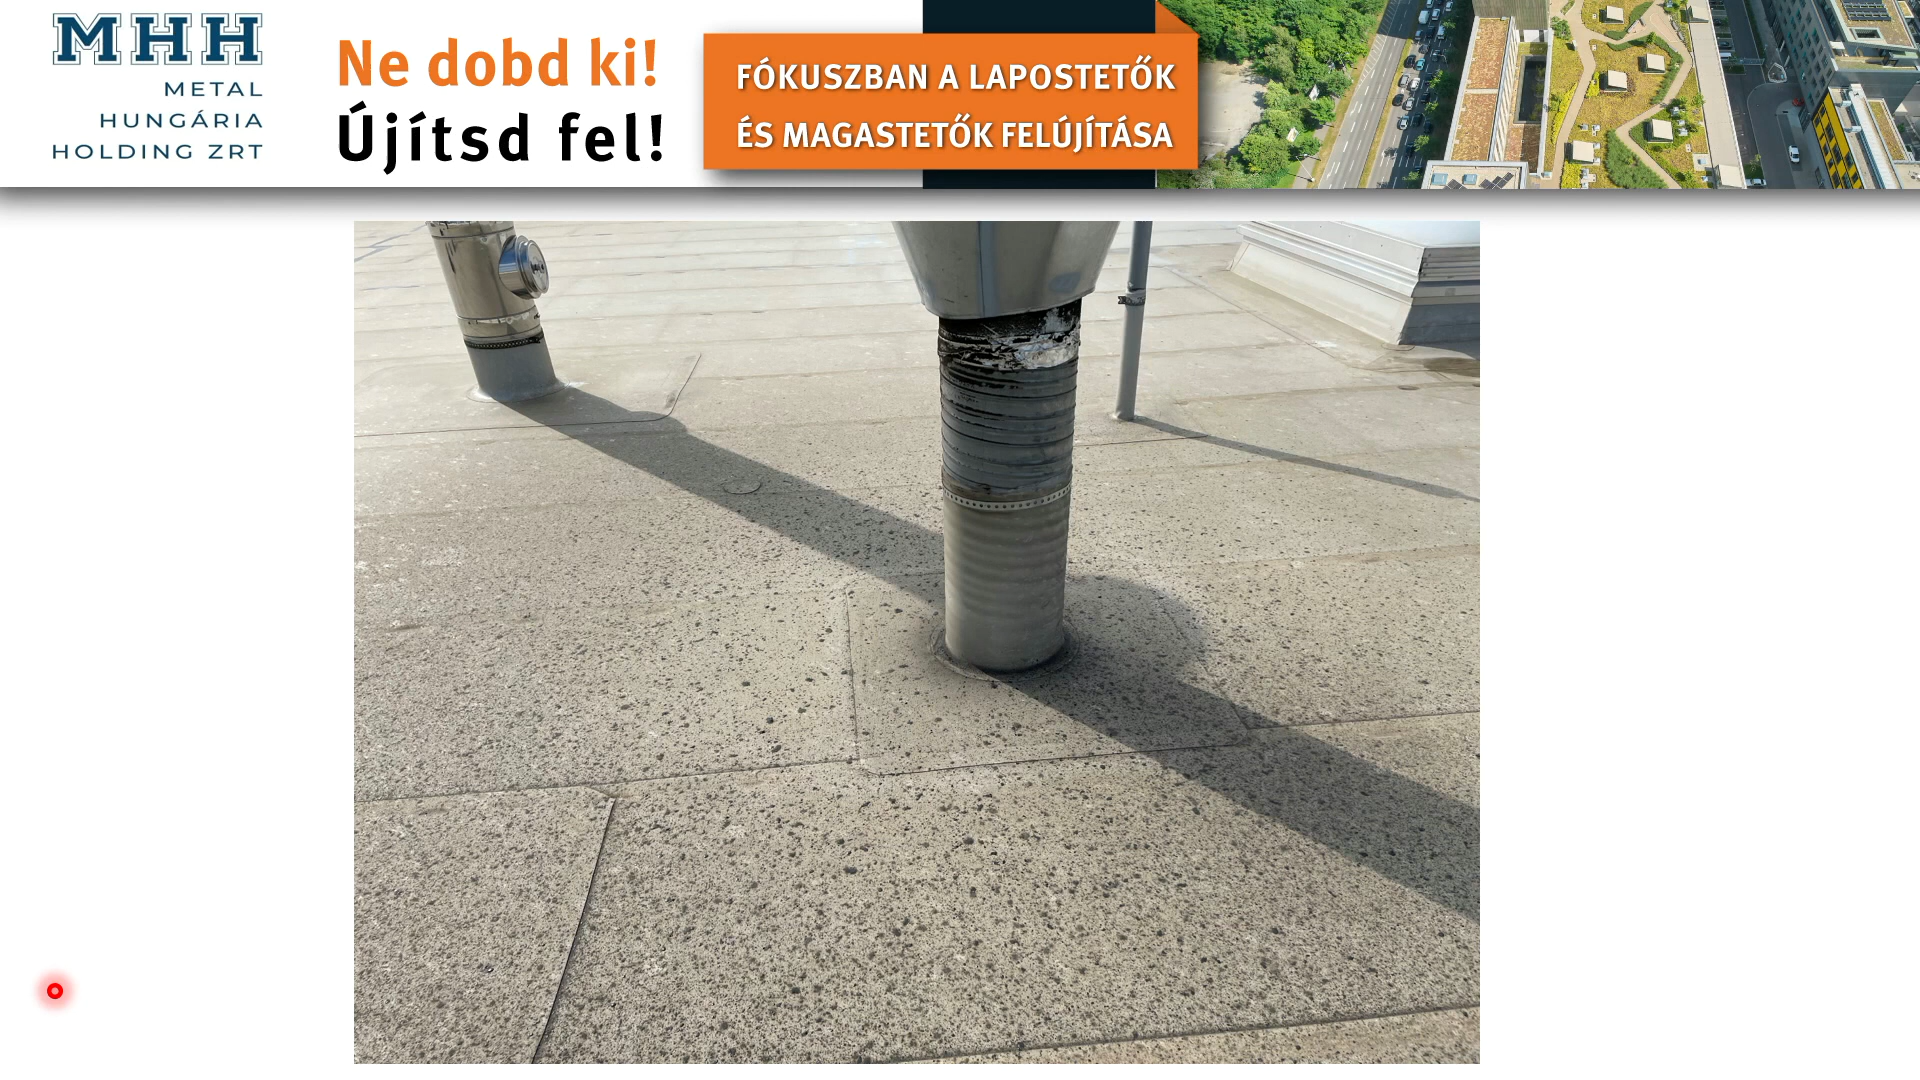 MHH
METAL
HUNGÁRIA
HOLDING ZRT
Ne dobd ki!
Újítsd fel!
FÓKUSZBAN A LAPOSTETŐK
ÉS MAGASTETŐK FELÚJÍTÁSA